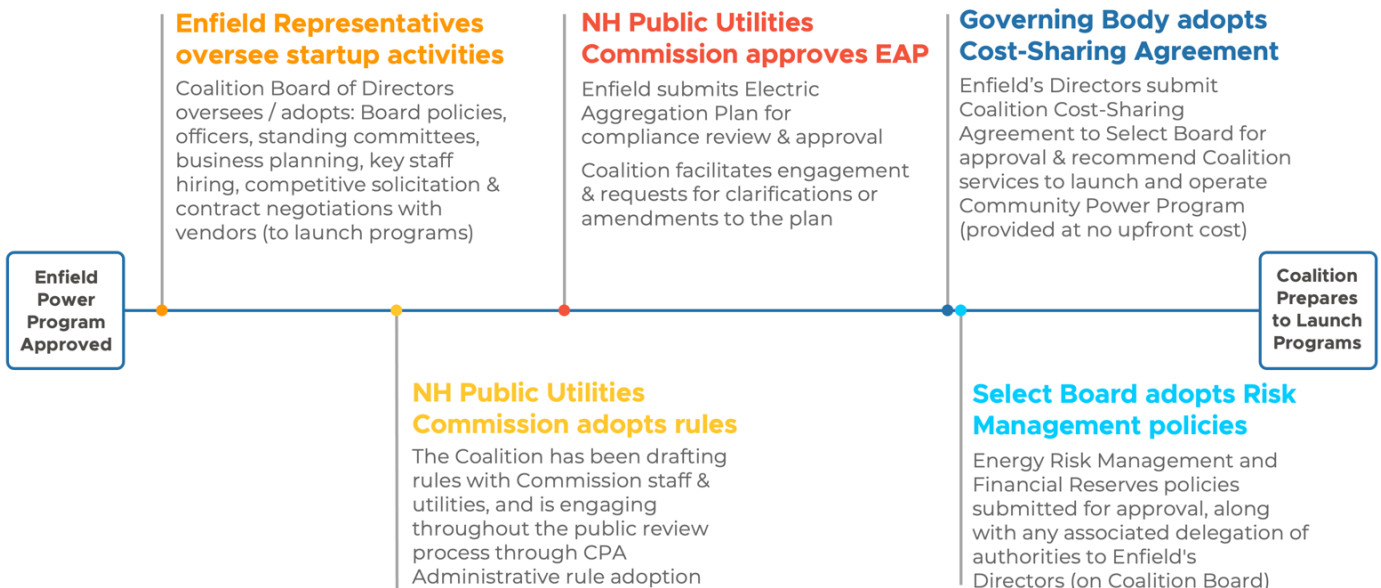 Enfield Representatives
oversee startup activities
Coalition Board of Directors
oversees / adopts: Board policies,
officers, standing committees,
business planning, key staff
hiring, competitive solicitation &
contract negotiations with
vendors (to launch programs)
NH Public Utilities
Commission approves EAP
Enfield submits Electric
Aggregation Plan for
compliance review & approval
Coalition facilitates engagement
& requests for clarifications or
amendments to the plan
Governing Body adopts
Cost-Sharing Agreement
Enfield's Directors submit
Coalition Cost-Sharing
Agreement to Select Board for
approval & recommend Coalition
services to launch and operate
Community Power Program
(provided at no upfront cost)
Enfield
Power
Program
Approved
Coalition
Prepares
to Launch
Programs
NH Public Utilities
Commission adopts rules
The Coalition has been drafting
rules with Commission staff &
utilities, and is engaging
throughout the public review
process through CPA
Administrative rule adoption
Select Board adopts Risk
Management policies
Energy Risk Management and
Financial Reserves policies
submitted for approval, along
with any associated delegation of
authorities to Enfield's
Directors (on Coalition Board)